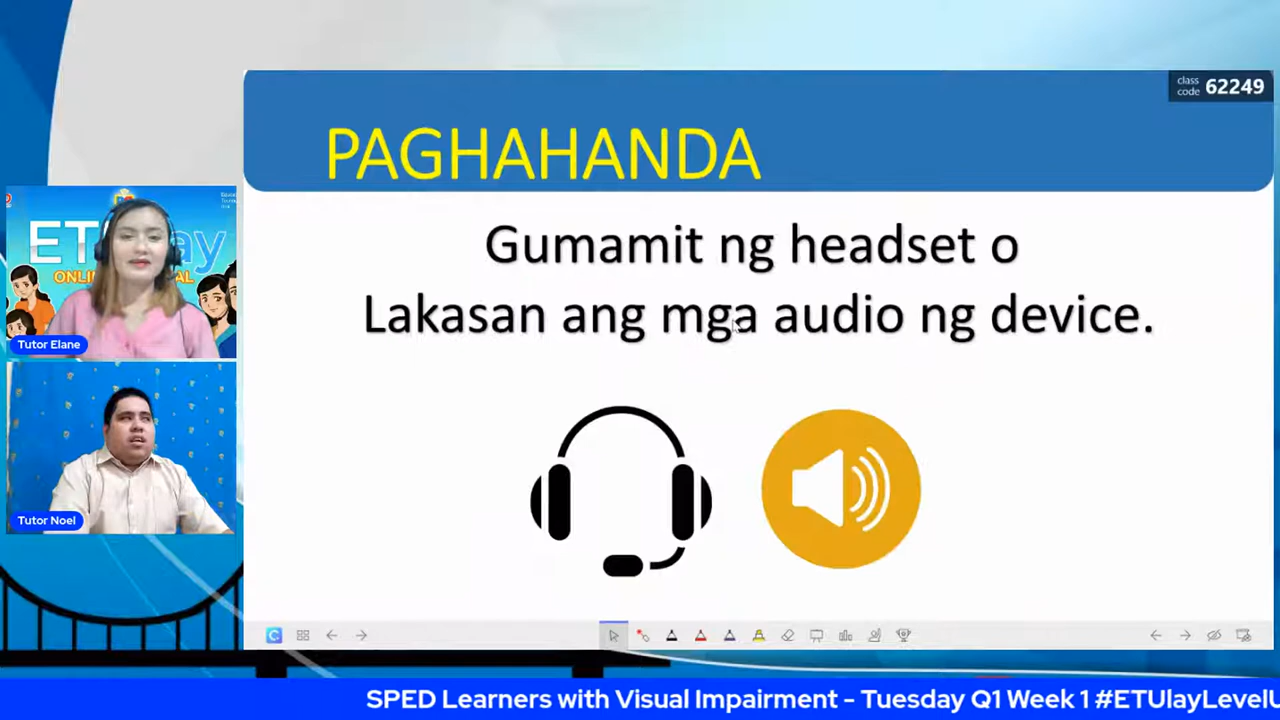 class
code 62249
PAGHAHANDA
Gumamit ng headset o
Lakasan ang mga audio ng device.
Tutor Elane
Tutor Noel
SPED Learners with Visual Impairment - Tuesday Q1 Week 1 #ETUlayLevelU